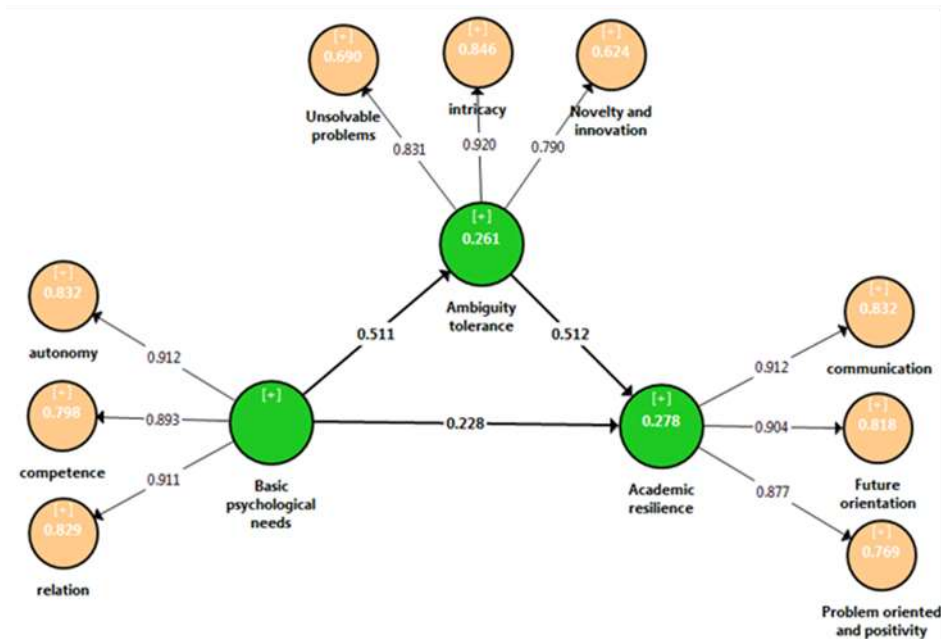 [+]
0.690
Unsolvable
problems
[+]
0.846
intricacy
[+]
0.624
Novelty and
innovation
0.831
0.920
0.790
[+]
0.261
Ambiguity
tolerance
[+]
0.832
autonomy
[+]
0.798
competence
[+]
0.829
relation
0.912
0.893
0.911
[+]
Basic
psychological
needs
0.511
0.512
0.228
[+]
0.278
Academic
resilience
0.912
0.904
0.877
[+]
0.832
communication
[+]
0.818
Future
orientation
[+]
0.769
Problem oriented
and positivity